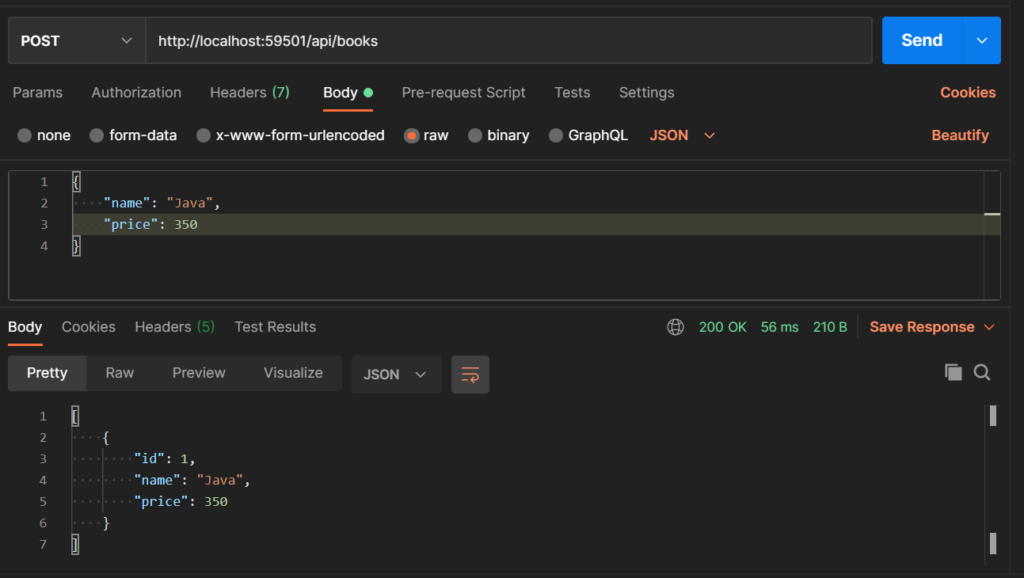 POST http://localhost:59501/api/books Send
Params Authorization Headers (7) Body Pre-request Script Tests Settings Cookies
none form-data x-www-form-urlencoded raw binary GraphQL JSON Beautify
1 {
2 "name": "Java",
3 "price": 350
4 }
Body Cookies Headers (5) Test Results 200 OK 56 ms 210 B Save Response
Pretty Raw Preview Visualize JSON
1 [
2 {
3 "id": 1,
4 "name": "Java",
5 "price": 350
6 }
7 ]